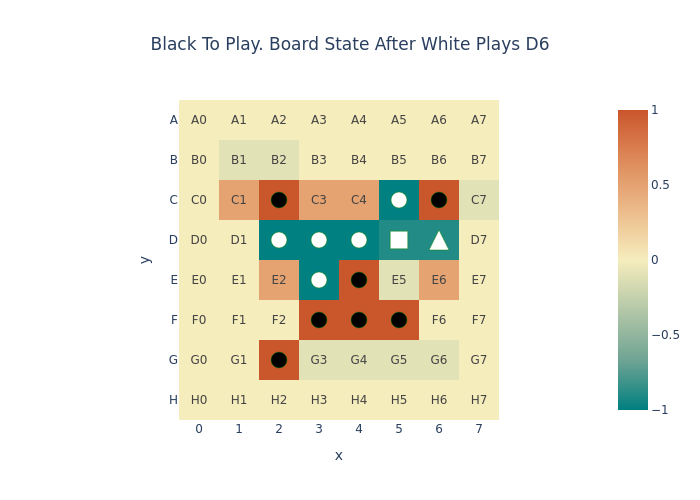 Black To Play. Board State After White Plays D6
A A0 A1 A2 A3 A4 A5 A6 A7 1
B B0 B1 B2 B3 B4 B5 B6 B7
C C0 C1 C3 C4 C7 0.5
y D D0 D1 D7 0
E E0 E1 E2 E5 E6 E7
F F0 F1 F2 F6 F7 −0.5
G G0 G1 G3 G4 G5 G6 G7
H H0 H1 H2 H3 H4 H5 H6 H7 −1
0 1 2 3 4 5 6 7
x